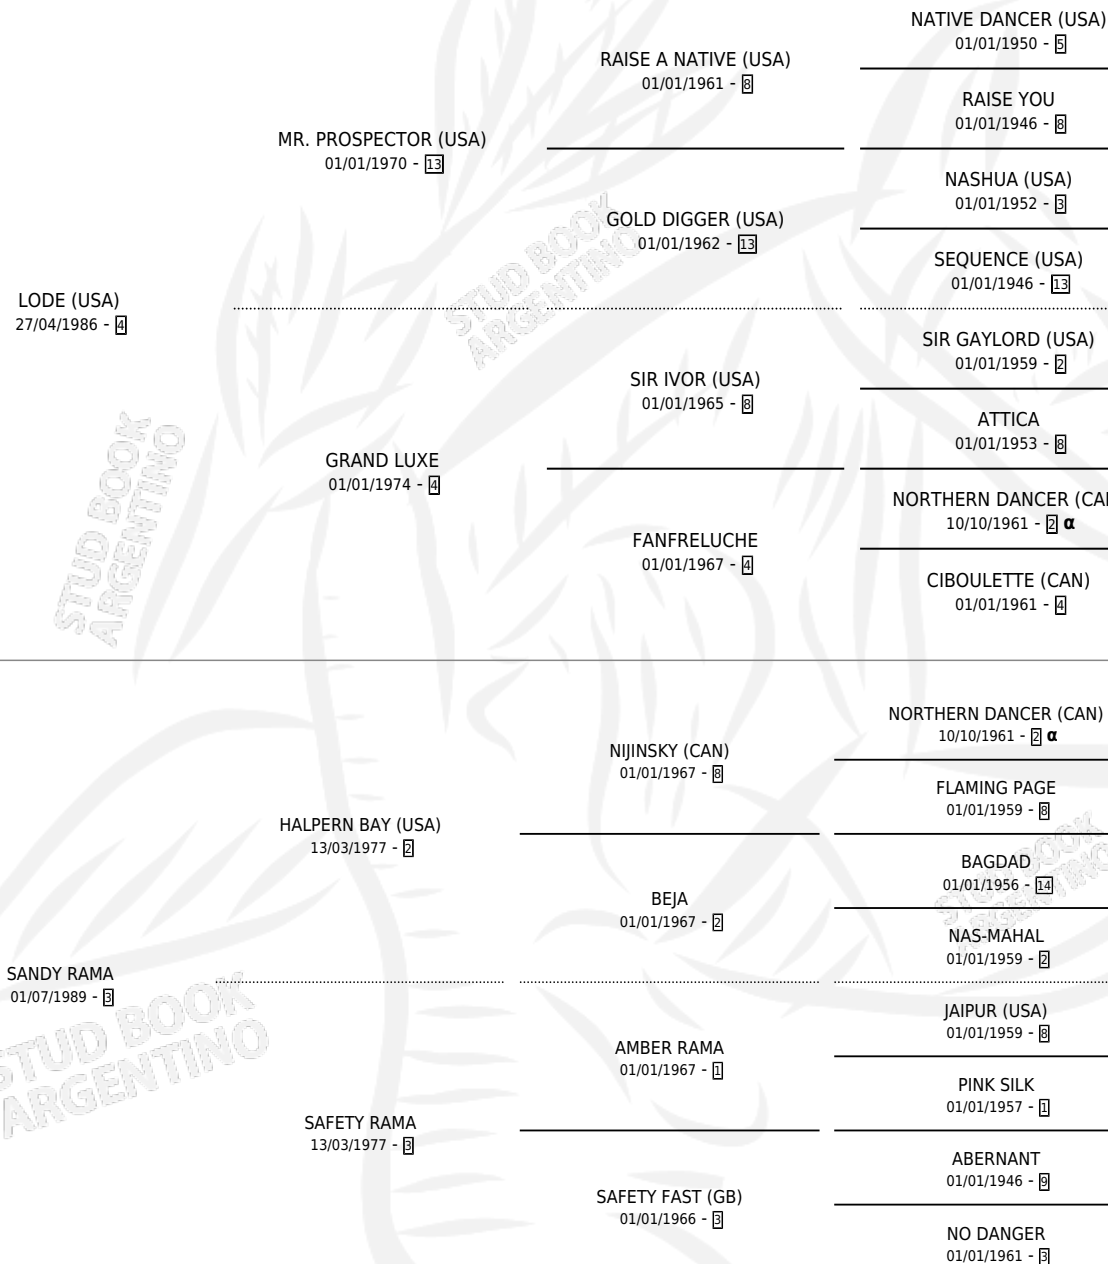 NATIVE DANCER (USA)
01/01/1950 - 5
RAISE A NATIVE (USA)
01/01/1961 - 8
RAISE YOU
01/01/1946 - 8
MR. PROSPECTOR (USA)
01/01/1970 - 13
NASHUA (USA)
01/01/1952 - 3
GOLD DIGGER (USA)
01/01/1962 - 13
SEQUENCE (USA)
01/01/1946 - 13
LODE (USA)
27/04/1986 - 4
STUD BOOK
ARGENTINO
SIR GAYLORD (USA)
01/01/1959 - 2
SIR IVOR (USA)
01/01/1965 - 8
ATTICA
01/01/1953 - 8
GRAND LUXE
01/01/1974 - 4
STUD BOOK
ARGENTINO
NORTHERN DANCER (CAN
10/10/1961 - 2 α
FANFRELUCHE
01/01/1967 - 4
CIBOULETTE (CAN)
01/01/1961 - 4
NORTHERN DANCER (CAN)
10/10/1961 - 2 α
NIJINSKY (CAN)
01/01/1967 - 8
FLAMING PAGE
01/01/1959 - 8
HALPERN BAY (USA)
13/03/1977 - 2
BAGDAD
01/01/1956 - 14
STUD BOOK
ARGENTINO
BEJA
01/01/1967 - 2
NAS-MAHAL
01/01/1959 - 2
SANDY RAMA
01/07/1989 - 3
STUD BOOK
ARGENTINO
JAIPUR (USA)
01/01/1959 - 8
AMBER RAMA
01/01/1967 - 1
PINK SILK
01/01/1957 - 1
SAFETY RAMA
13/03/1977 - 3
ABERNANT
01/01/1946 - 9
SAFETY FAST (GB)
01/01/1966 - 3
NO DANGER
01/01/1961 - 3